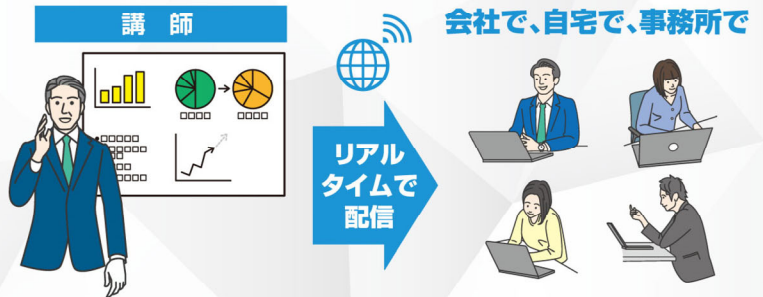 講師
会社で、自宅で、事務所で
リアル
タイムで
配信